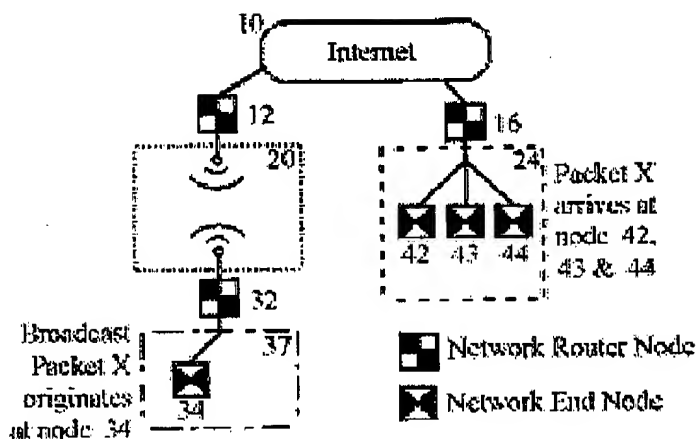 10
Internet
12
16
20
24
Packet X
arrives at
node 42,
43 & 44
42 43 44
32
Broadcast
Packet X
originates
at node 34
37
34
Network Router Node
Network End Node